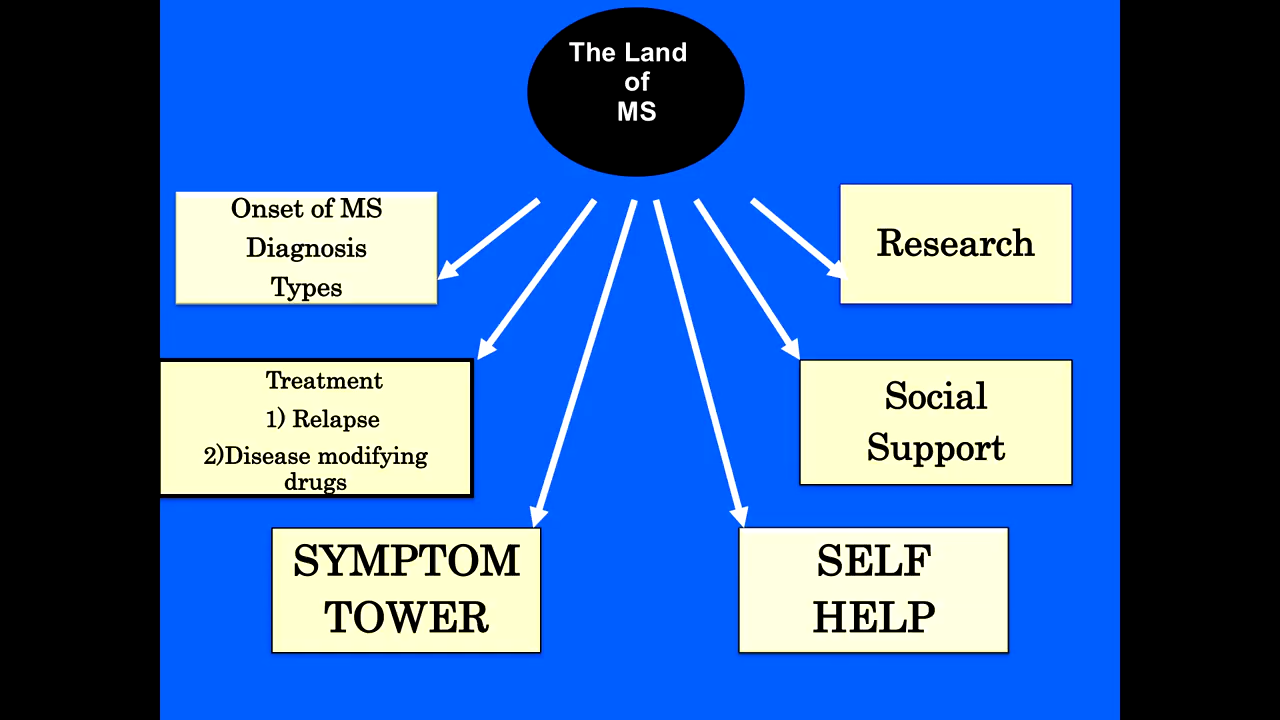 The Land
of
MS
Onset of MS
Diagnosis
Types
Research
Treatment
1) Relapse
2)Disease modifying
drugs
Social
Support
SYMPTOM
TOWER
SELF
HELP